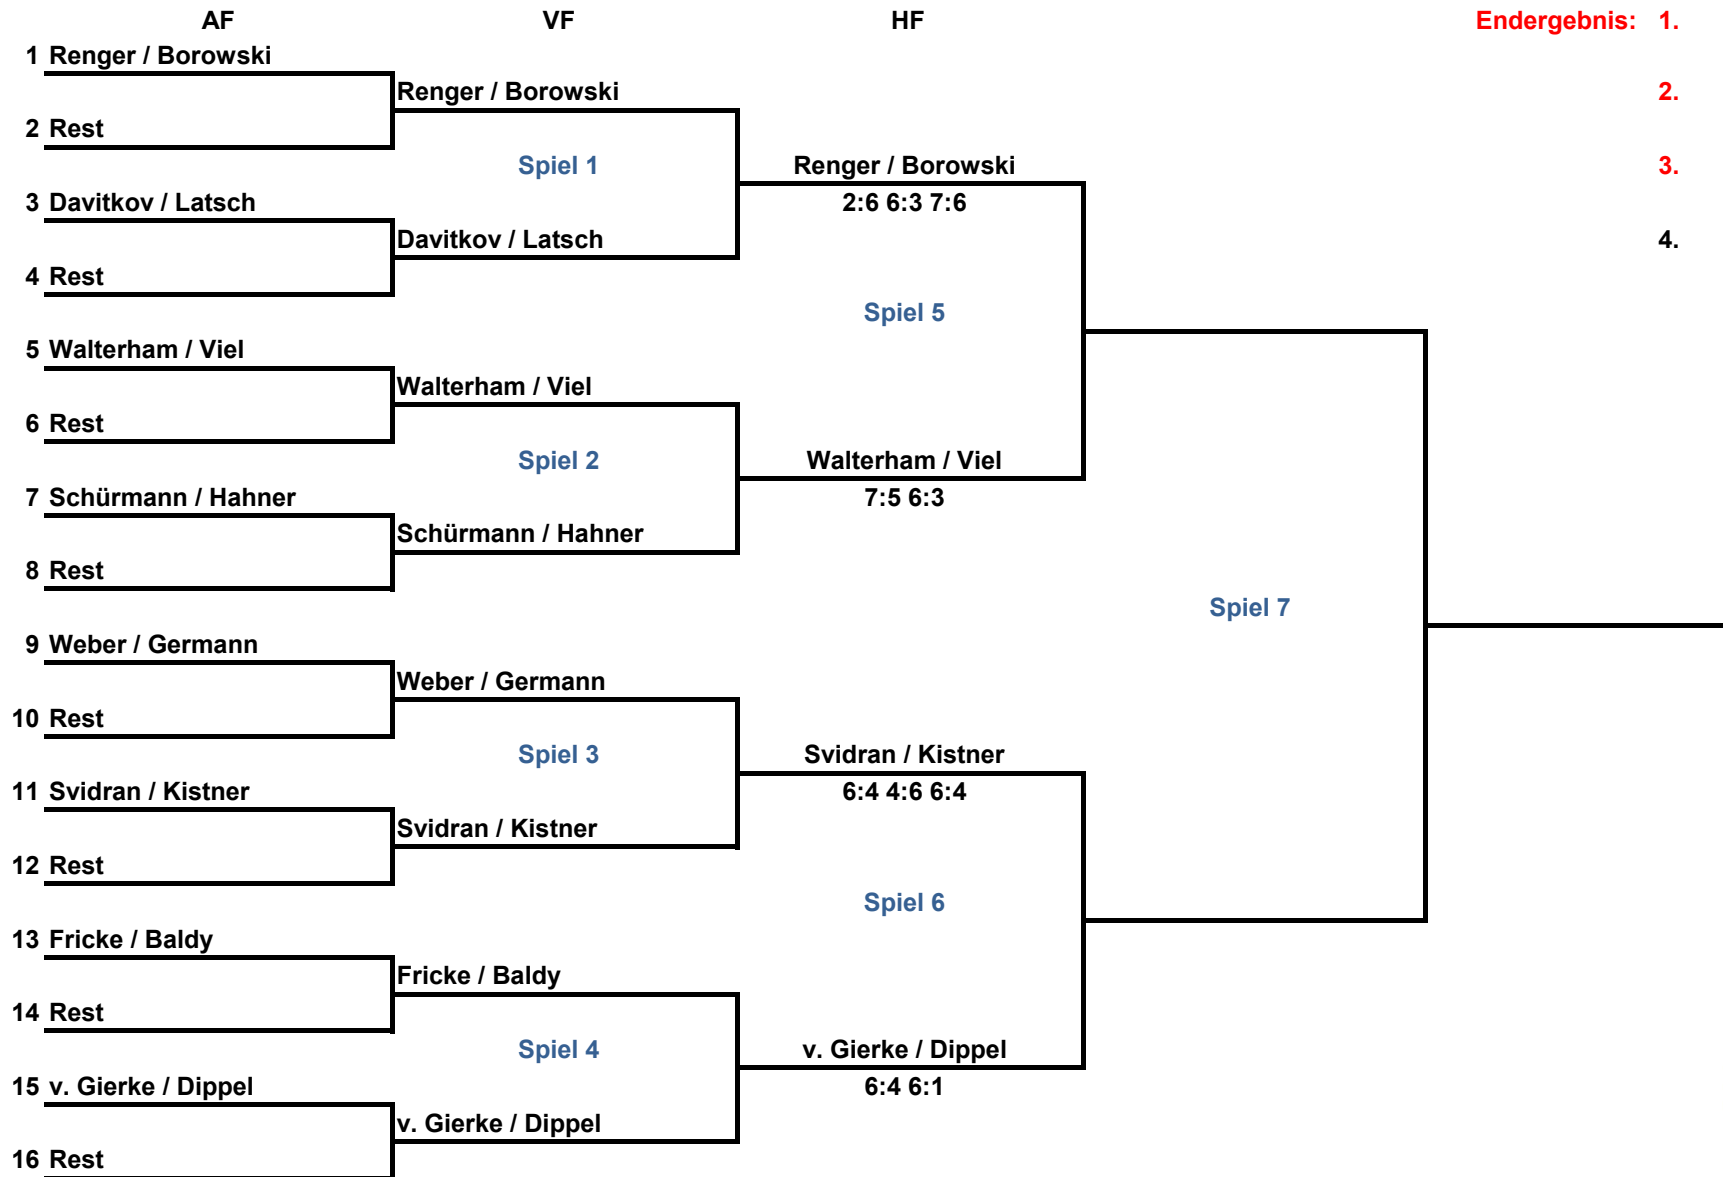 AF VF HF Endergebnis: 1.
1 Renger / Borowski
Renger / Borowski 2.
2 Rest
Spiel 1 Renger / Borowski 3.
3 Davitkov / Latsch 2:6 6:3 7:6
Davitkov / Latsch 4.
4 Rest
Spiel 5
5 Walterham / Viel
Walterham / Viel
6 Rest
Spiel 2 Walterham / Viel
7 Schürmann / Hahner 7:5 6:3
Schürmann / Hahner
8 Rest
Spiel 7
9 Weber / Germann
Weber / Germann
10 Rest
Spiel 3 Svidran / Kistner
11 Svidran / Kistner 6:4 4:6 6:4
Svidran / Kistner
12 Rest
Spiel 6
13 Fricke / Baldy
Fricke / Baldy
14 Rest
Spiel 4 v. Gierke / Dippel
15 v. Gierke / Dippel 6:4 6:1
v. Gierke / Dippel
16 Rest